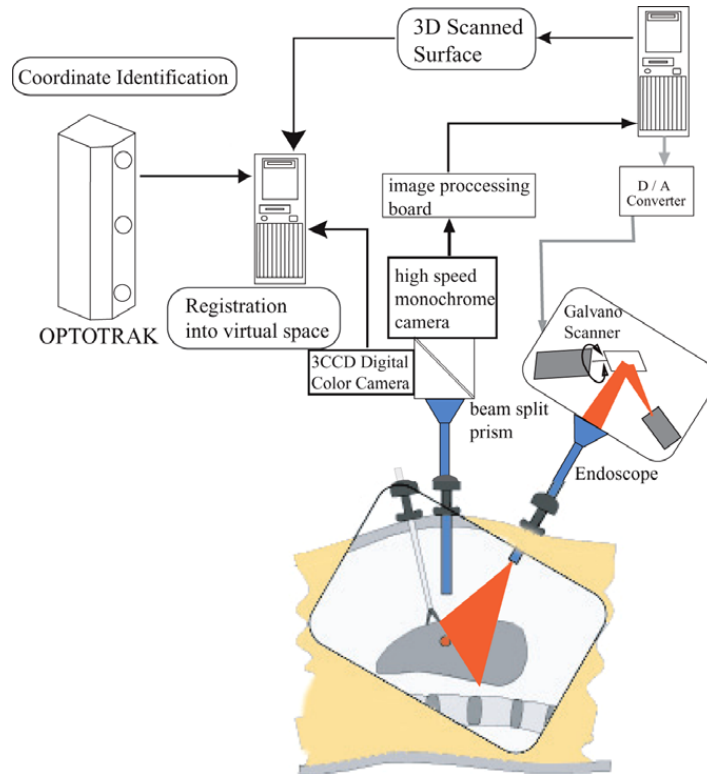 3D Scanned
Surface
Coordinate Identification
image proccessing
board
D / A
Converter
high speed
monochrome
camera
Galvano
Scanner
Registration
into virtual space
OPTOTRAK
3CCD Digital
Color Camera
beam split
prism
Endoscope